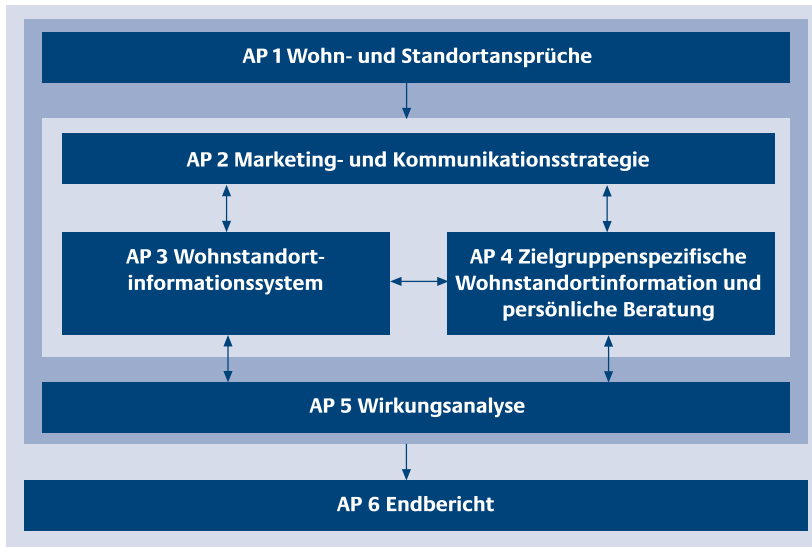 AP 1 Wohn- und Standortansprüche
AP 2 Marketing- und Kommunikationsstrategie
AP 3 Wohnstandort-
informationssystem
AP 4 Zielgruppenspezifische
Wohnstandortinformation und
persönliche Beratung
AP 5 Wirkungsanalyse
AP 6 Endbericht